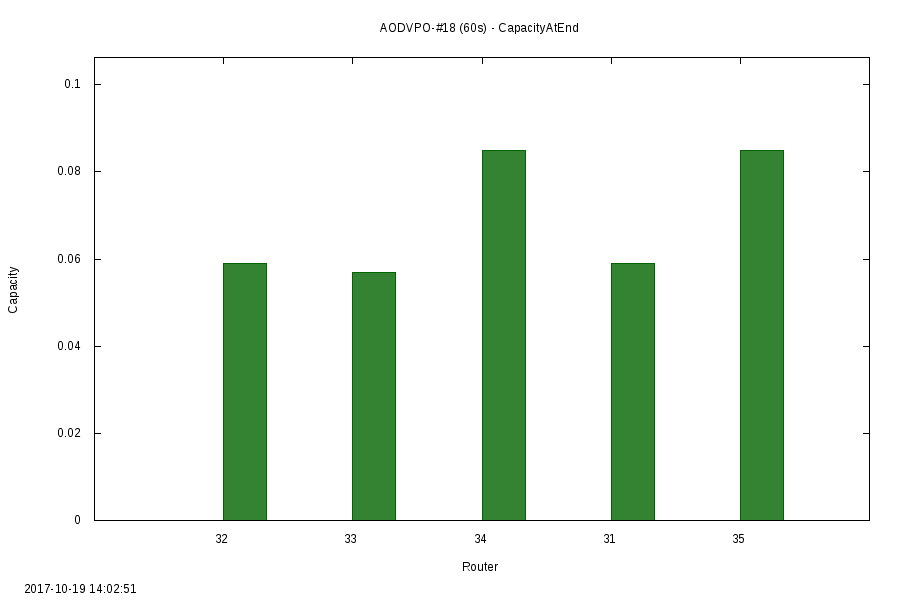 AODVPO-#18 (60s) - CapacityAtEnd
0.1
0.08
0.06
0.04
0.02
0
Capacity
32 33 34 31 35
Router
2017-10-19 14:02:51